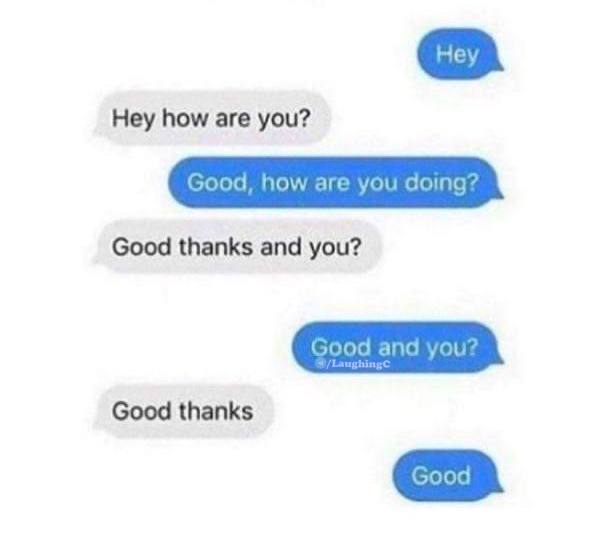 Hey
Hey how are you?
Good, how are you doing?
Good thanks and you?
Good and you?
@/LaughingC
Good thanks
Good